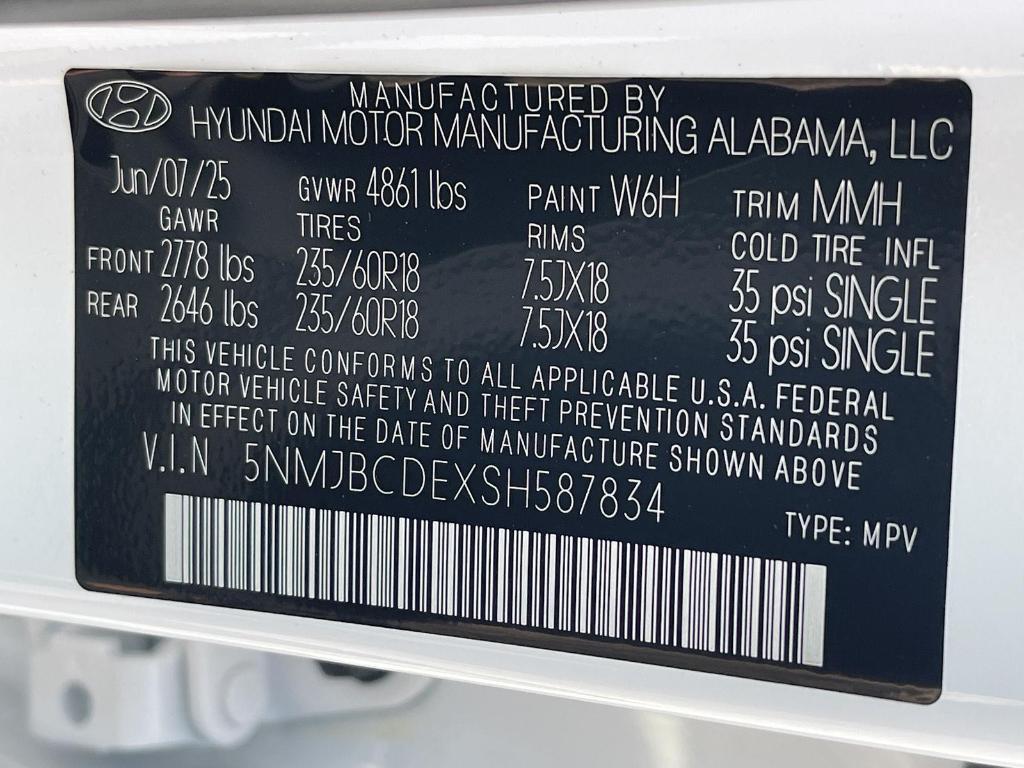 MANUFACTURED BY
HYUNDAI MOTOR MANUFACTURING ALABAMA, LLC
Jun/07/25 GVWR 4861 lbs PAINT W6H TRIM MMH
GAWR TIRES RIMS COLD TIRE INFL
FRONT 2778 lbs 235/60R18 7.5JX18 35 psi SINGLE
REAR 2646 lbs 235/60R18 7.5JX18 35 psi SINGLE
THIS VEHICLE CONFORMS TO ALL APPLICABLE U.S.A. FEDERAL
MOTOR VEHICLE SAFETY AND THEFT PREVENTION STANDARDS
IN EFFECT ON THE DATE OF MANUFACTURE SHOWN ABOVE
V.I.N 5NMJBCDEXSH587834
TYPE: MPV